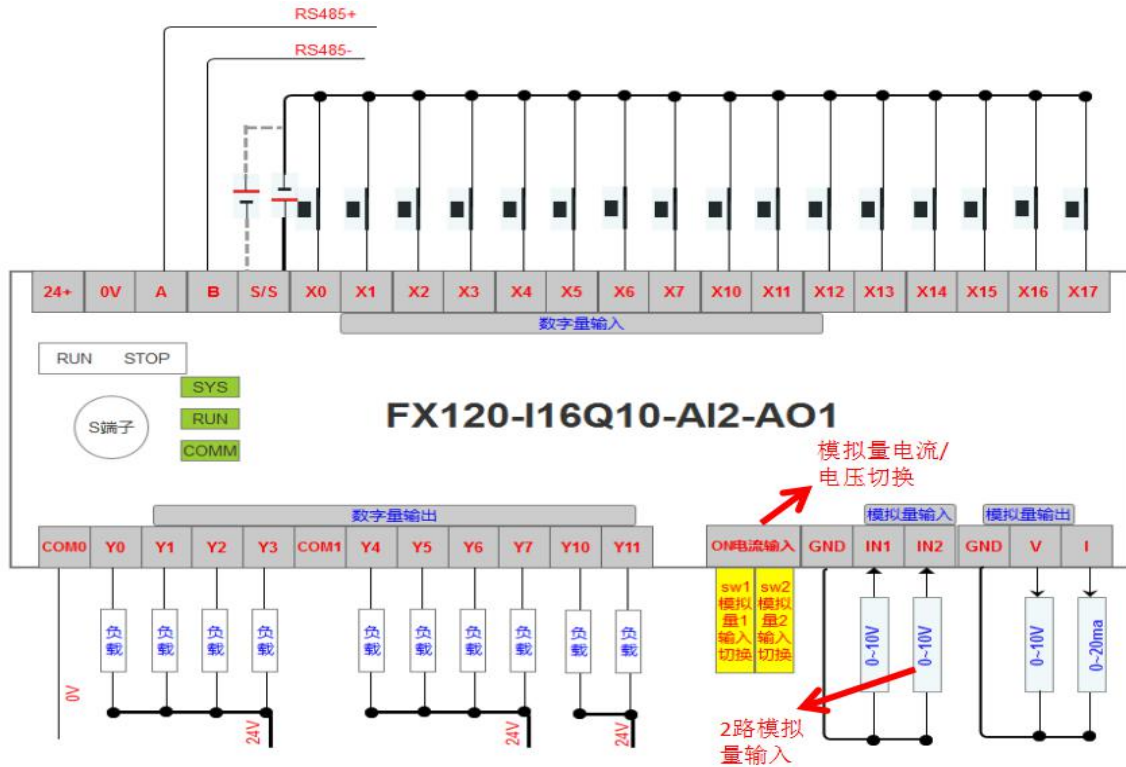 RS485+
RS485-
24+ 0V A B S/S X0 X1 X2 X3 X4 X5 X6 X7 X10 X11 X12 X13 X14 X15 X16 X17
数字量输入
RUN STOP
SYS
S端子
RUN
COMM
FX120-I16Q10-AI2-AO1
模拟量电流/
电压切换
数字量输出
模拟量输入
模拟量输出
COM0 Y0 Y1 Y2 Y3 COM1 Y4 Y5 Y6 Y7 Y10 Y11
ON电流输入 GND IN1 IN2 GND V I
sw1
模拟
量1
输入
切换
sw2
模拟
量2
输入
切换
负载 负载 负载 负载 负载 负载 负载 负载 负载 负载
0~10V 0~10V 0~10V 0~20ma
0V 24V 24V 24V
2路模拟
量输入